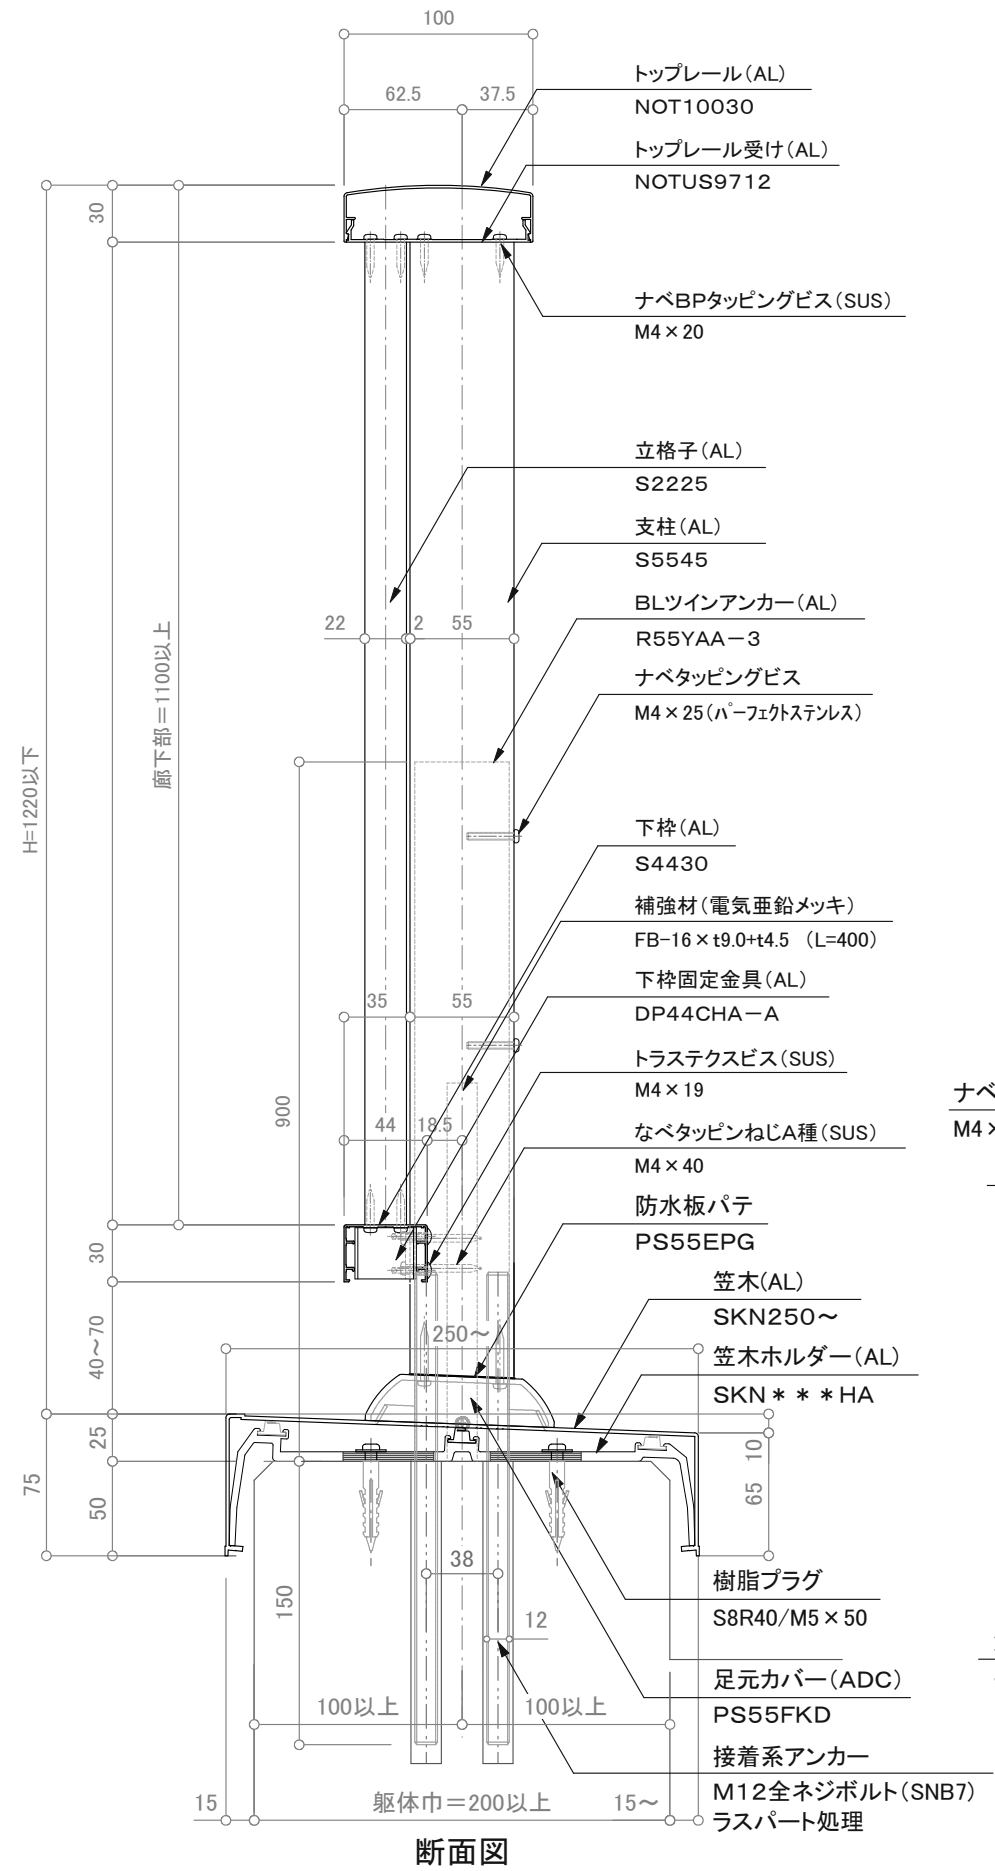 100
62.5
37.5
トップレール(AL)
NOT10030
トップレール受け(AL)
NOTUS9712
30
ナベBPタッピングビス(SUS)
M4×20
立格子(AL)
S2225
支柱(AL)
S5545
22
2
55
BLツインアンカー(AL)
R55YAA-3
ナベタッピングビス
M4×25(パーフェクトステンレス)
廊下部=1100以上
H=1220以下
下枠(AL)
S4430
補強材(電気亜鉛メッキ)
FB-16×t9.0+t4.5 (L=400)
下枠固定金具(AL)
DP44CHA-A
35
55
トラステクスビス(SUS)
M4×19
900
44
18.5
なべタッピンねじA種(SUS)
M4×40
ナベ
M4×
防水板パテ
PS55EPG
30
笠木(AL)
SKN250~
40~70
250~
笠木ホルダー(AL)
SKN***HA
25
10
75
50
65
38
樹脂プラグ
S8R40/M5×50
150
12
足元カバー(ADC)
PS55FKD
100以上
100以上
接着系アンカー
M12全ネジボルト(SNB7)
ラスパート処理
15
躯体巾=200以上
15~
断面図